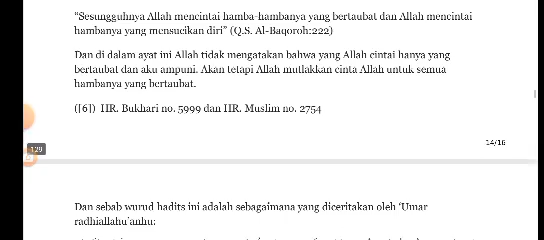 “Sesungguhnya Allah mencintai hamba-hambanya yang bertaubat dan Allah mencintai
hambanya yang mensucikan diri” (Q.S. Al-Baqoroh:222)
Dan di dalam ayat ini Allah tidak mengatakan bahwa yang Allah cintai hanya yang
bertaubat dan aku ampuni. Akan tetapi Allah mutlakkan cinta Allah untuk semua
hambanya yang bertaubat.
([6]) HR. Bukhari no. 5999 dan HR. Muslim no. 2754
14/16
129
Dan sebab wurud hadits ini adalah sebagaimana yang diceritakan oleh ‘Umar
radhiallahu’anhu: